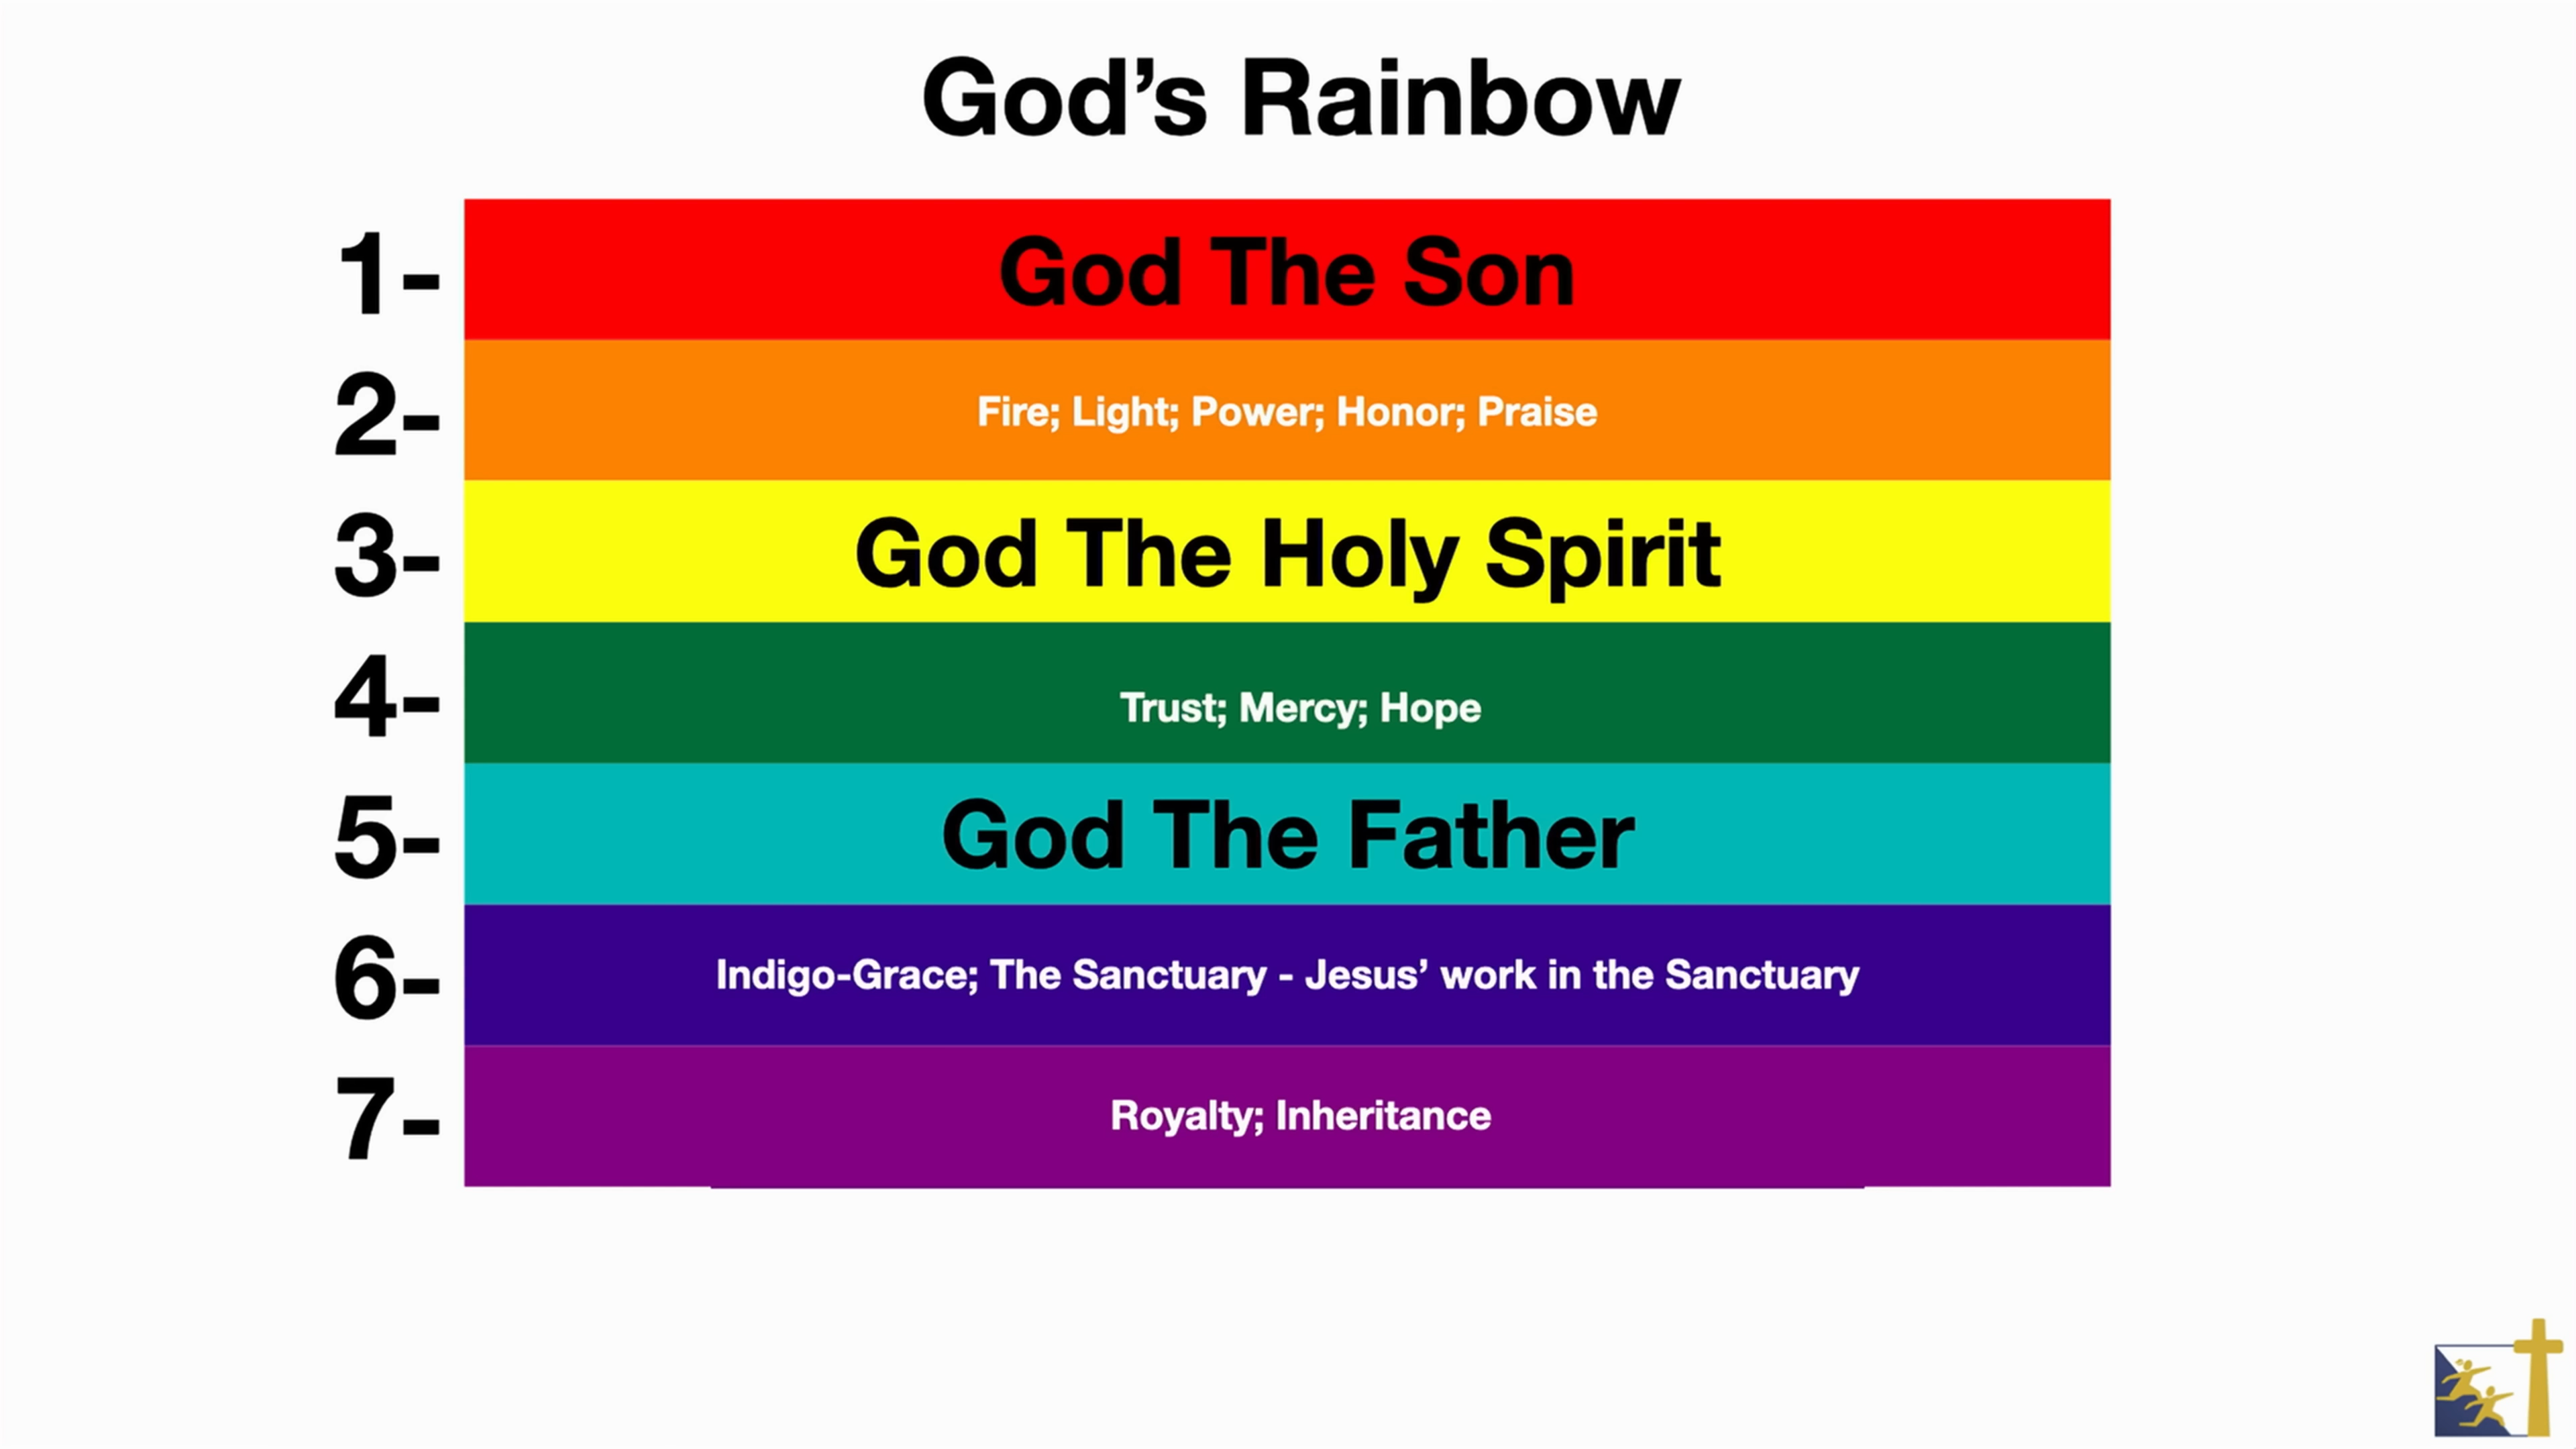 God’s Rainbow
1- God The Son
2- Fire; Light; Power; Honor; Praise
3- God The Holy Spirit
4- Trust; Mercy; Hope
5- God The Father
6- Indigo-Grace; The Sanctuary - Jesus’ work in the Sanctuary
7- Royalty; Inheritance